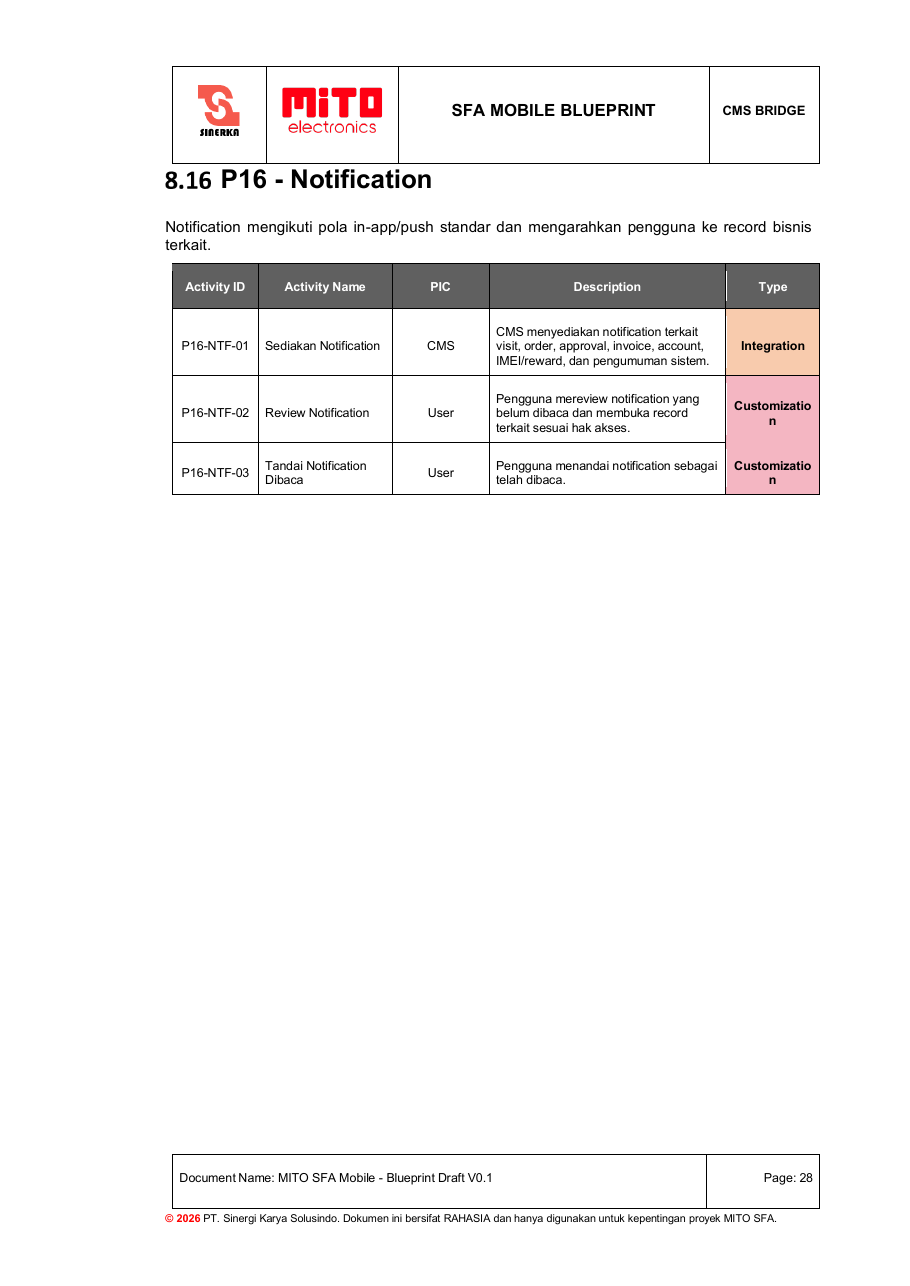 SINERKA
MiTO
electronics
SFA MOBILE BLUEPRINT
CMS BRIDGE
8.16 P16 - Notification
Notification mengikuti pola in-app/push standar dan mengarahkan pengguna ke record bisnis
terkait.
Activity ID
Activity Name
PIC
Description
Type
P16-NTF-01
Sediakan Notification
CMS
CMS menyediakan notification terkait
visit, order, approval, invoice, account,
IMEI/reward, dan pengumuman sistem.
Integration
P16-NTF-02
Review Notification
User
Pengguna mereview notification yang
belum dibaca dan membuka record
terkait sesuai hak akses.
Customizatio
n
P16-NTF-03
Tandai Notification
Dibaca
User
Pengguna menandai notification sebagai
telah dibaca.
Customizatio
n
Document Name: MITO SFA Mobile - Blueprint Draft V0.1
Page: 28
© 2026 PT. Sinergi Karya Solusindo. Dokumen ini bersifat RAHASIA dan hanya digunakan untuk kepentingan proyek MITO SFA.